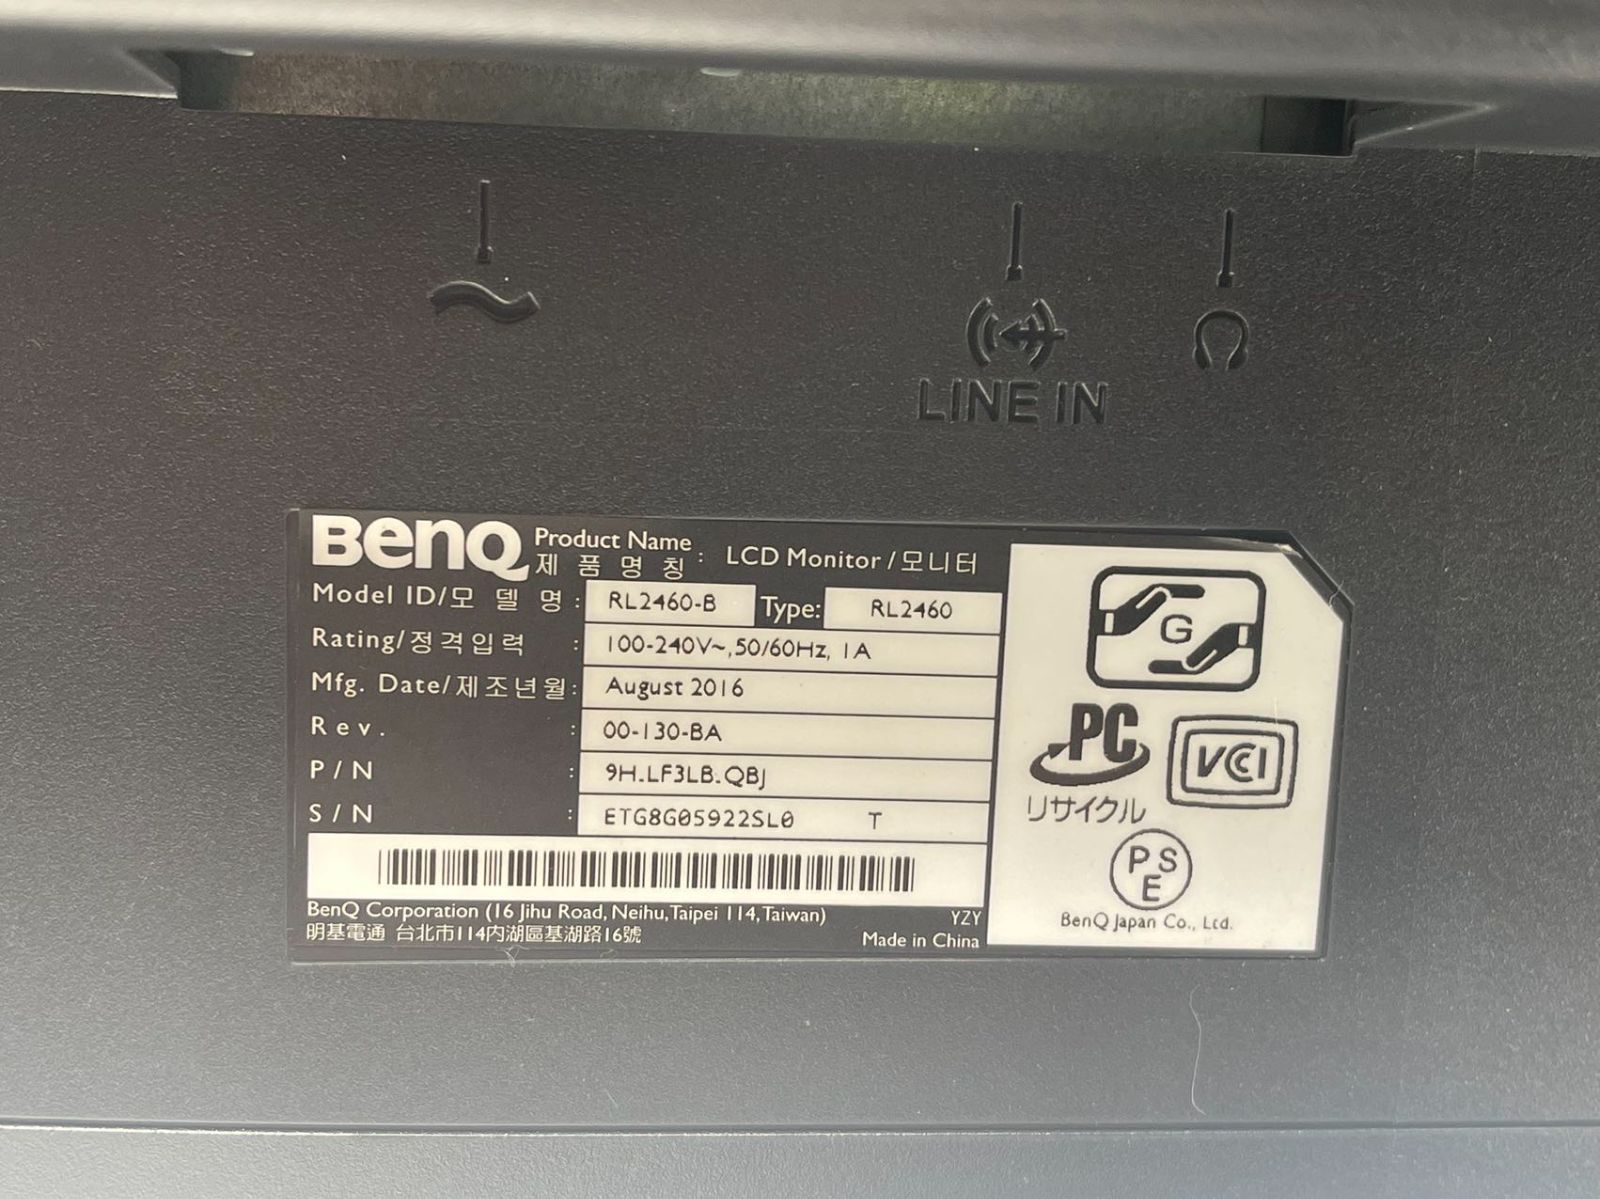 LINE IN
BenQ Product Name
제 품 명 칭 : LCD Monitor /모니터
Model ID/모 델 명 : RL2460-B Type: RL2460
Rating/정격입력 : 100-240V~,50/60Hz, 1A
Mfg. Date/제조년월: August 2016
Rev. : 00-130-BA
P/N : 9H.LF3LB.QBJ
S/N : ETG8G05922SL0 T
BenQ Corporation (16 Jihu Road, Neihu,Taipei 114,Taiwan) YZY
明基電通 台北市114内湖區基湖路16號
Made in China
G
PC
リサイクル
VCCI
PSE
BenQ Japan Co., Ltd.